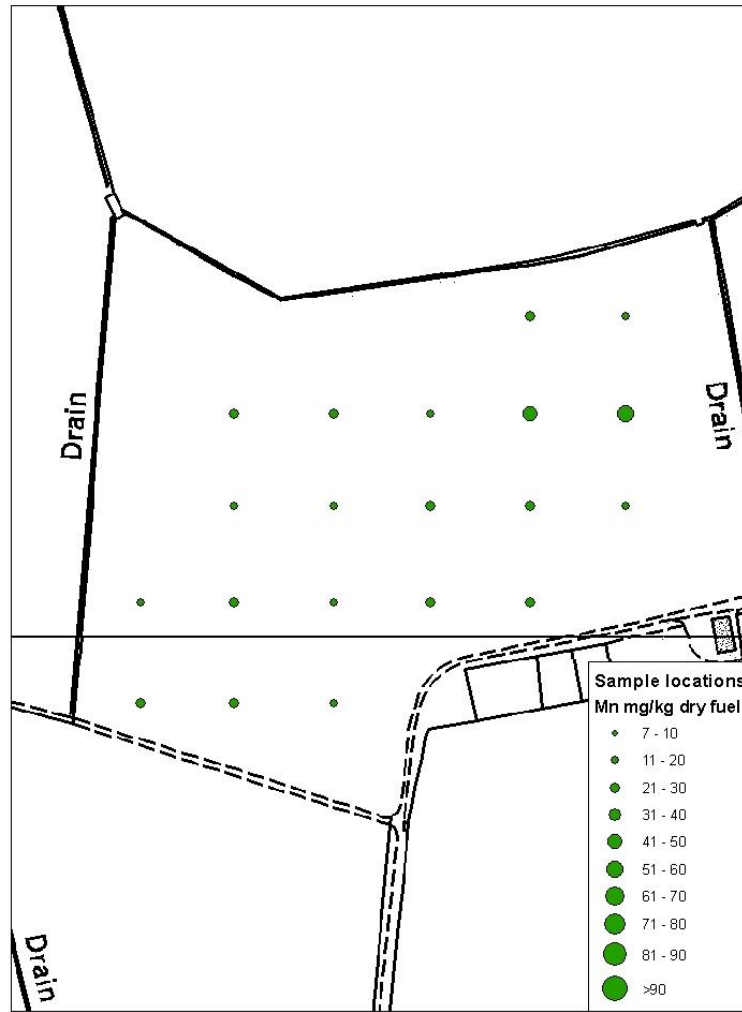 Drain
Drain
Sample locations
Mn mg/kg dry fuel
7 - 10
11 - 20
21 - 30
31 - 40
41 - 50
51 - 60
61 - 70
71 - 80
81 - 90
>90
Drain